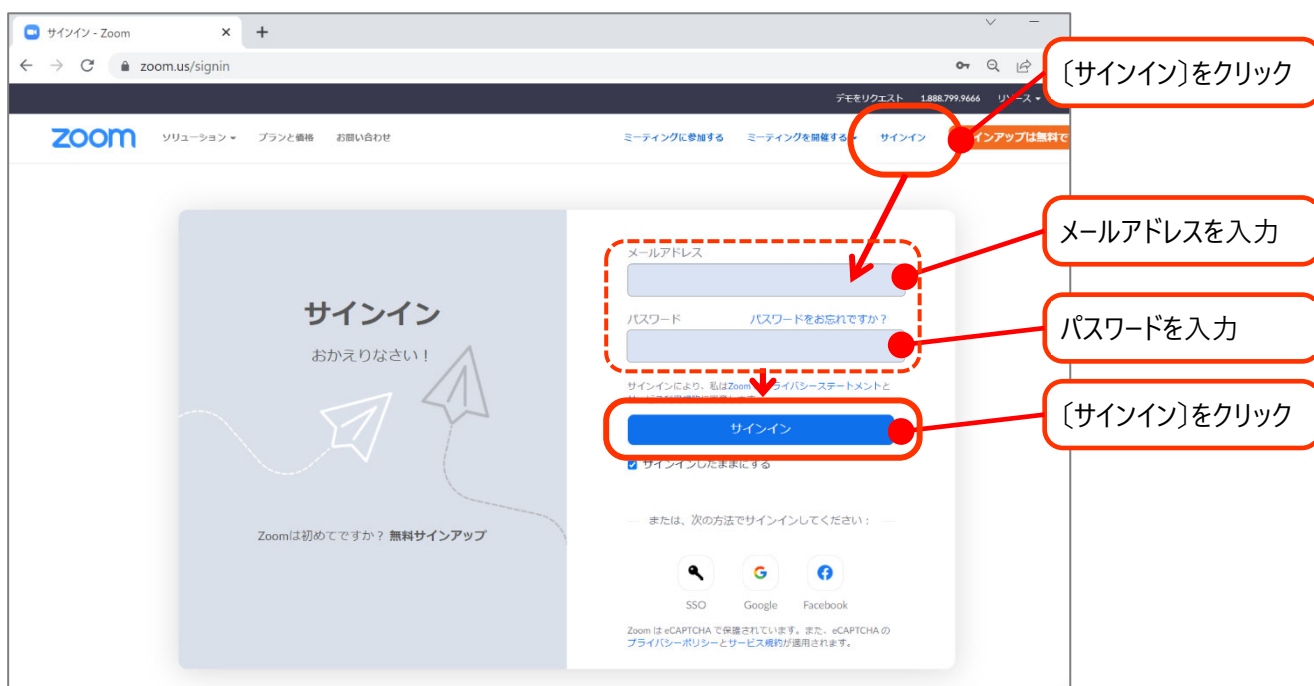 サインイン - Zoom
zoom.us/signin
〔サインイン〕をクリック
デモをリクエスト 1.888.799.9666 リソース
zoom ソリューション プランと価格 お問い合わせ ミーティングに参加する ミーティングを開催する サインイン インアップは無料で
メールアドレスを入力
メールアドレス
サインイン
おかえりなさい！
パスワード パスワードをお忘れですか？
パスワードを入力
サインインにより、私はZoom プライバシーステートメントと
〔サインイン〕をクリック
サインイン
サインインしたままにする
または、次の方法でサインインしてください：
Zoomは初めてですか？ 無料サインアップ
SSO Google Facebook
Zoom は eCAPTCHA で保護されています。また、eCAPTCHA の
プライバシーポリシーとサービス規約が適用されます。